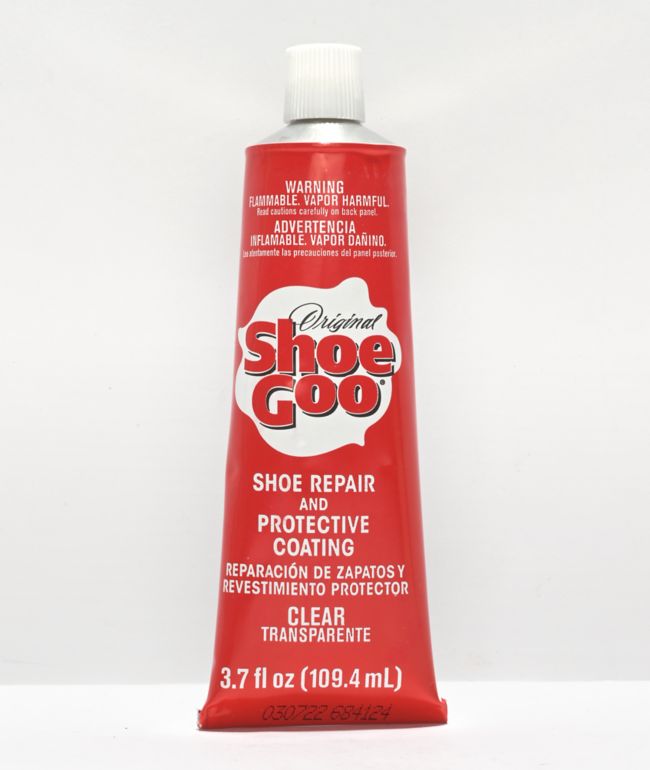 WARNING
FLAMMABLE. VAPOR HARMFUL.
Read cautions carefully on back panel.
ADVERTENCIA
INFLAMABLE. VAPOR DAÑINO.
Lea atentamente las precauciones del panel posterior.
Original
Shoe
Goo®
SHOE REPAIR
AND
PROTECTIVE
COATING
REPARACIÓN DE ZAPATOS Y
REVESTIMIENTO PROTECTOR
CLEAR
TRANSPARENTE
3.7 fl oz (109.4 mL)
030722 684124